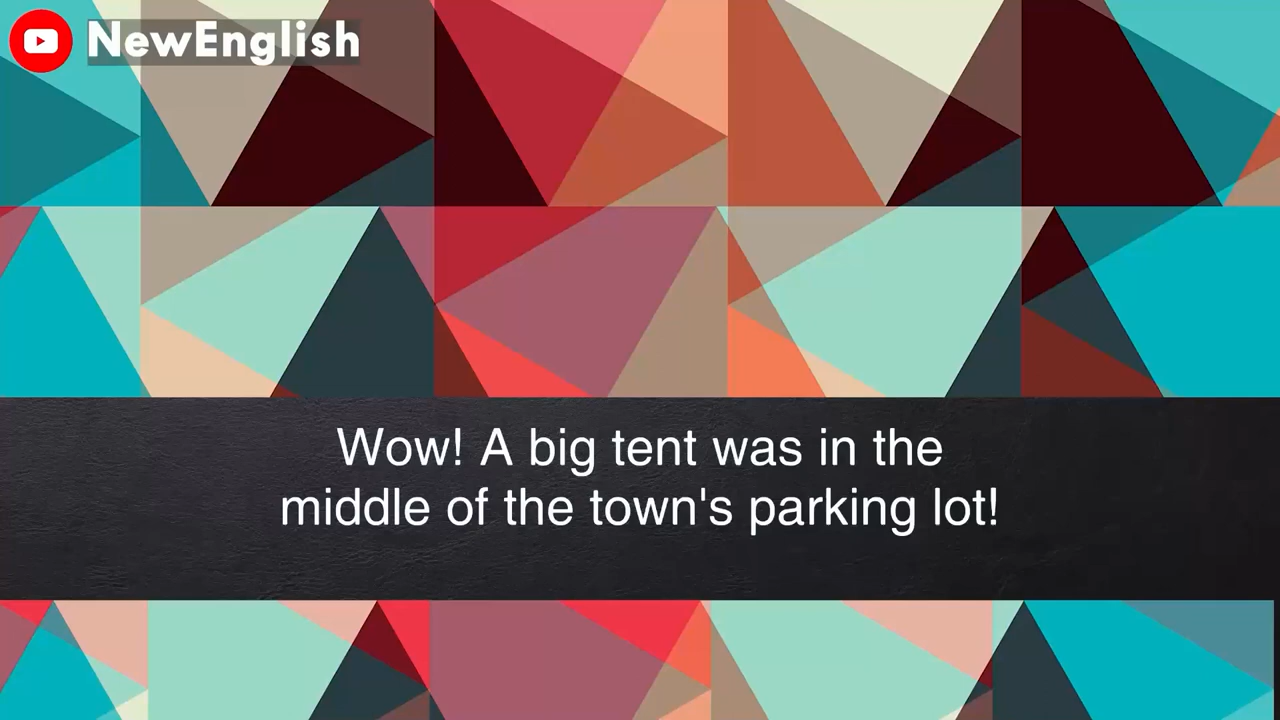 NewEnglish
Wow! A big tent was in the
middle of the town's parking lot!